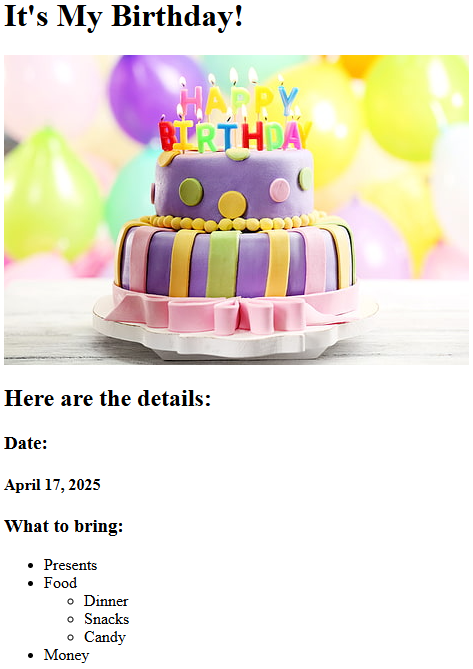 It's My Birthday!
HAPPY
BIRTHDAY
Here are the details:
Date:
April 17, 2025
What to bring:
Presents
Food
Dinner
Snacks
Candy
Money